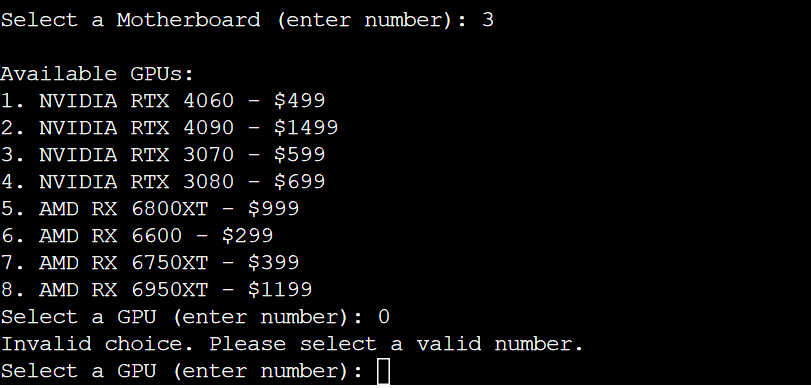 Select a Motherboard (enter number): 3
Available GPUs:
1. NVIDIA RTX 4060 - $499
2. NVIDIA RTX 4090 - $1499
3. NVIDIA RTX 3070 - $599
4. NVIDIA RTX 3080 - $699
5. AMD RX 6800XT - $999
6. AMD RX 6600 - $299
7. AMD RX 6750XT - $399
8. AMD RX 6950XT - $1199
Select a GPU (enter number): 0
Invalid choice. Please select a valid number.
Select a GPU (enter number):